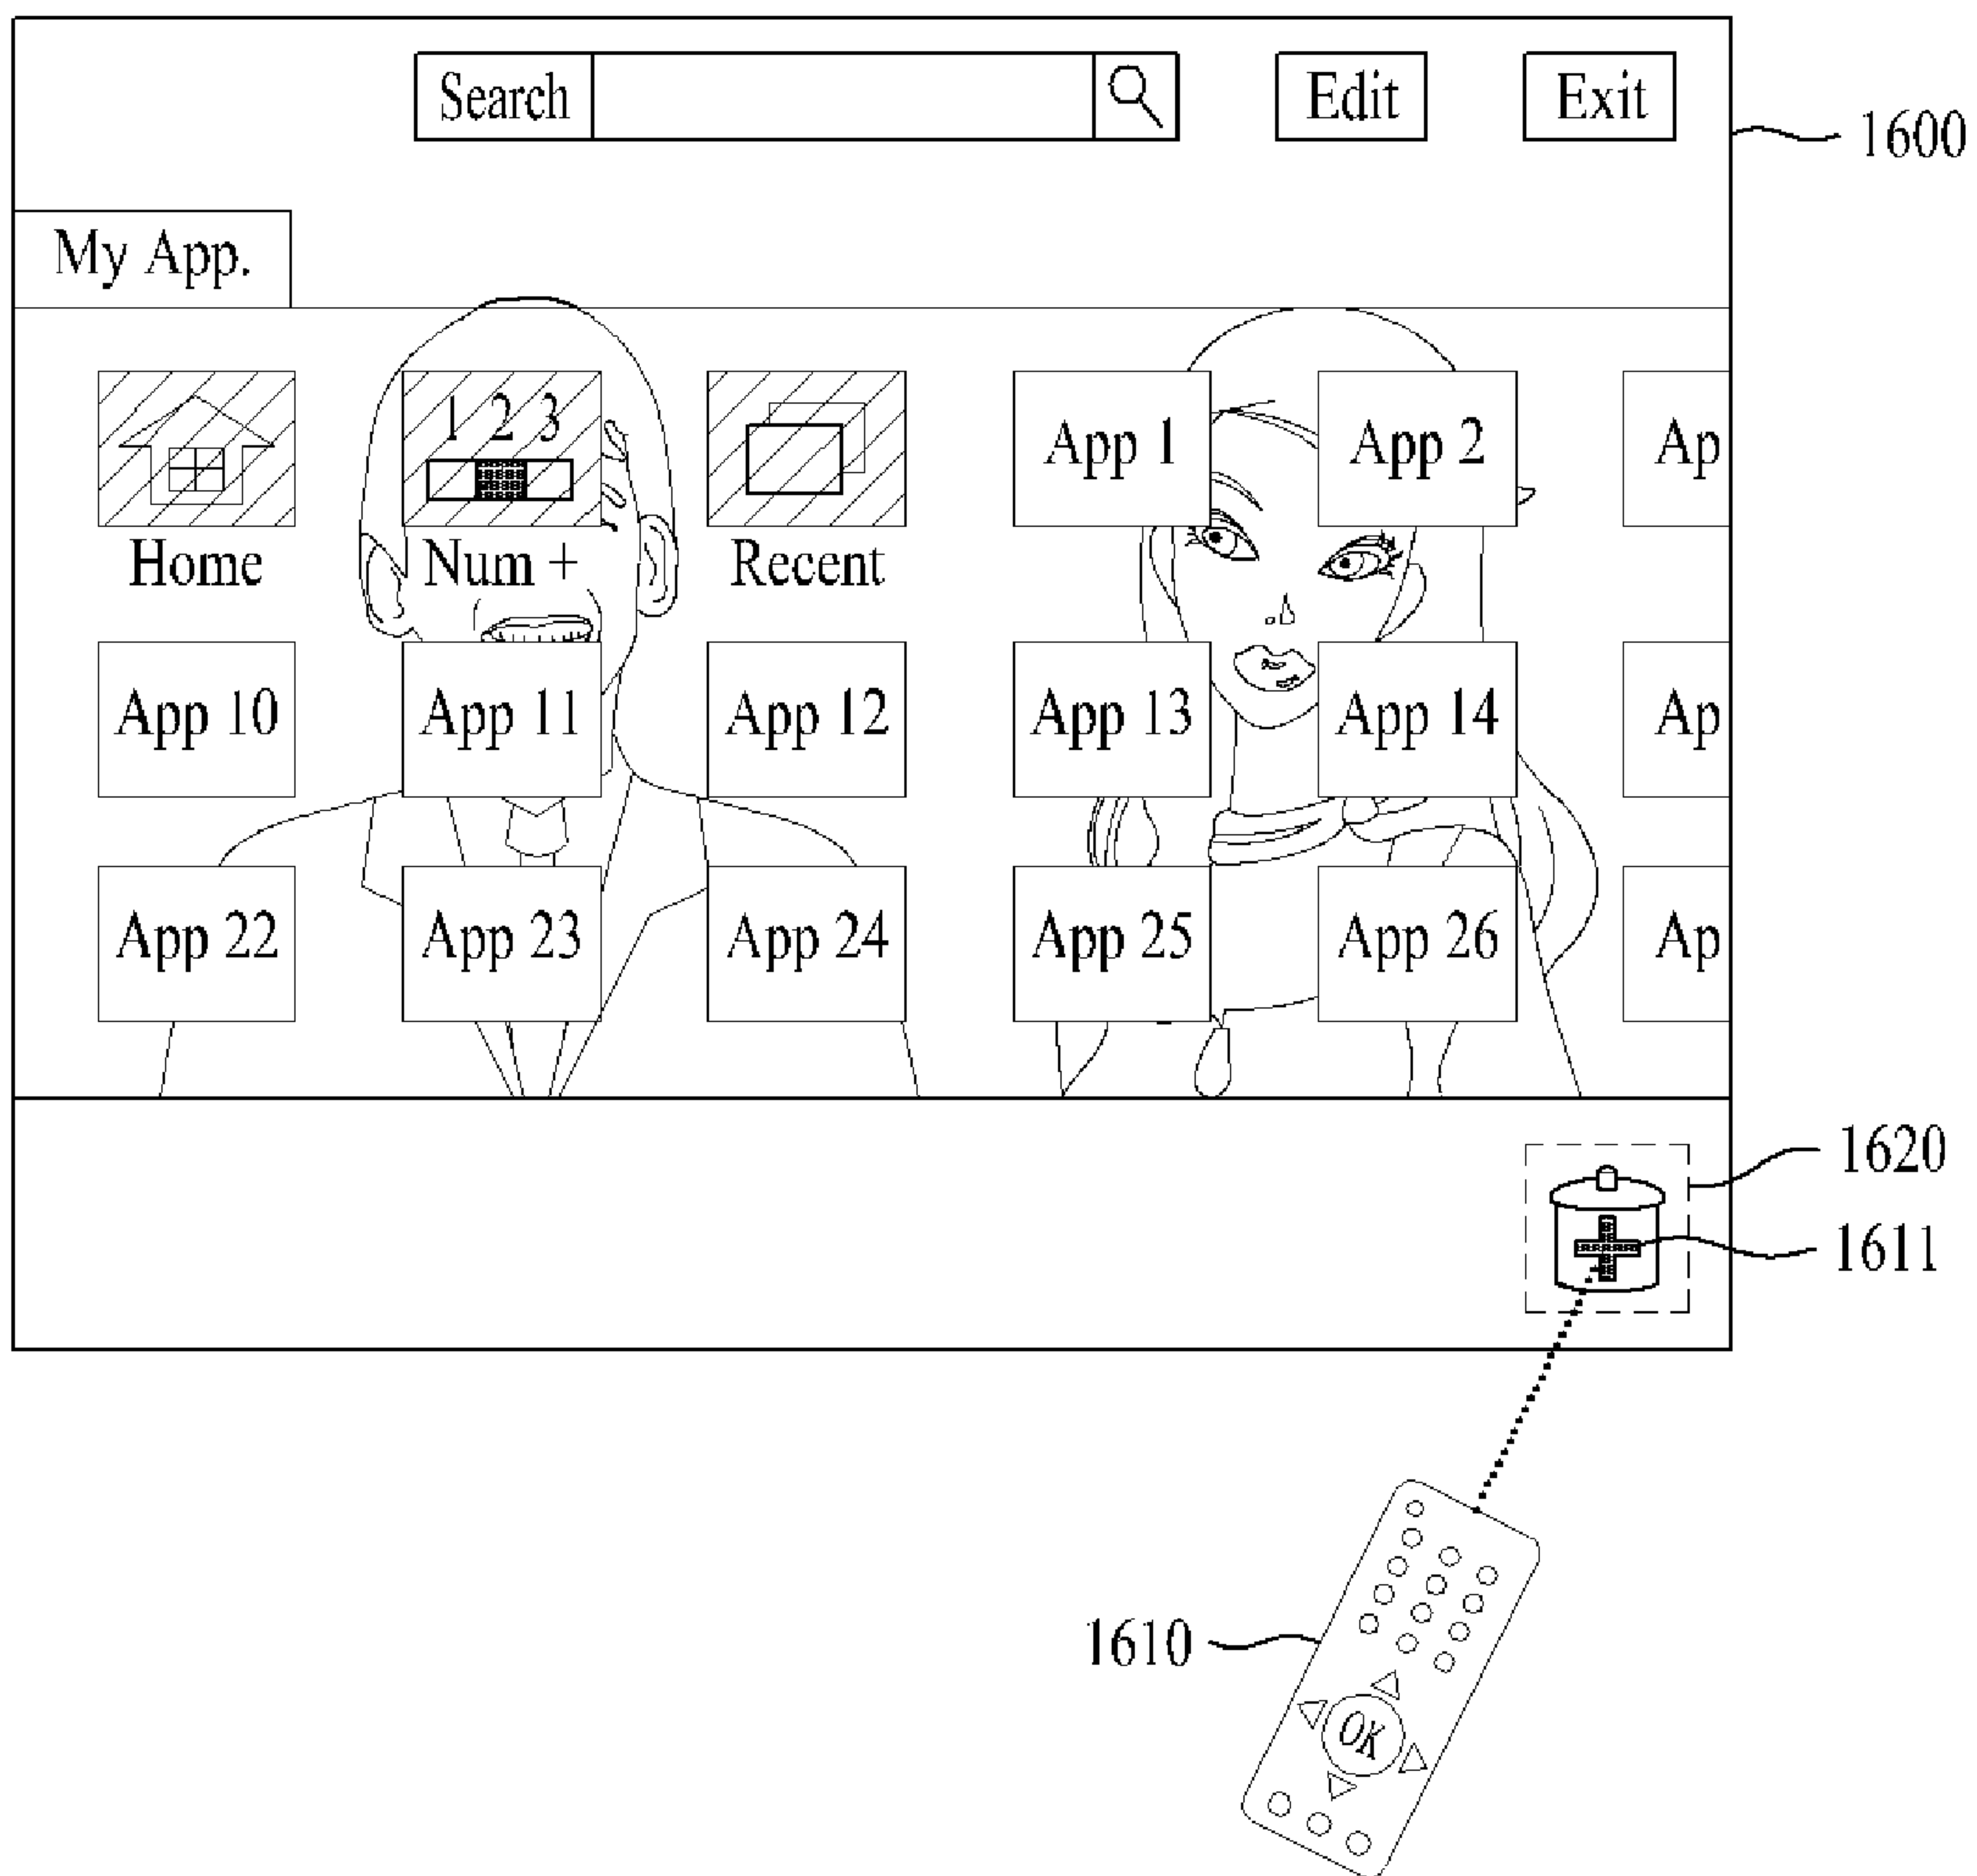 Search Edit Exit
1600
My App.
1 2 3 App 1 App 2 Ap
Home Num + Recent
App 10 App 11 App 12 App 13 App 14 Ap
App 22 App 23 App 24 App 25 App 26 Ap
1620
1611
1610
OK